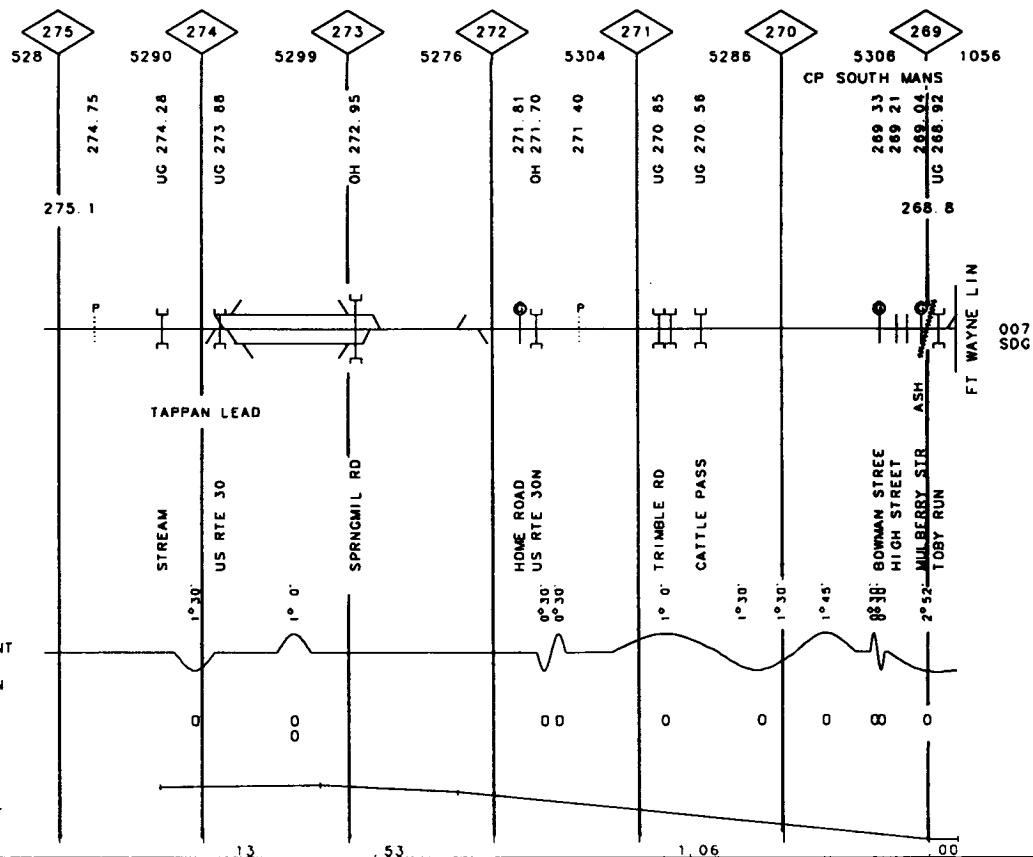 275 274 273 272 271 270 269
528 5290 5299 5276 5304 5286 5306 1056
CP SOUTH MANS
274.75
UG 274.28
UG 273 88
OH 272.95
271.81
OH 271.70
271 40
UG 270 85
UG 270.56
269 33
269 21
269.04
UG 268.92
275.1
268.8
P
P
FT WAYNE LIN
007
SDG
TAPPAN LEAD
ASH
STREAM
US RTE 30
SPRNGMIL RD
HOME ROAD
US RTE 30N
TRIMBLE RD
CATTLE PASS
BOWMAN STREE
HIGH STREET
MULBERRY STR
TOBY RUN
1° 30'
1° 0'
0° 30'
0° 30'
1° 0'
1° 30'
1° 30'
1° 45'
2° 52'
NT
N
0 0 0 0 0 0 0 0 0 0
0
.13 .53 1.06 .00